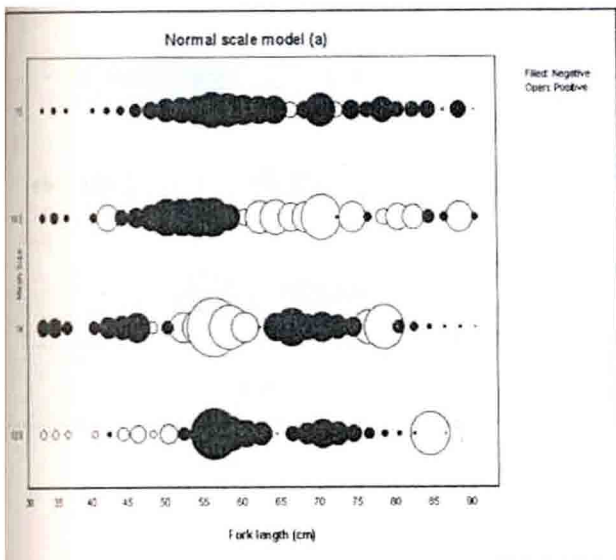 Normal scale model (a)
Filled: Negative
Open: Positive
30 35 40 45 50 55 60 65 70 75 80 85 90
Fork length (cm)